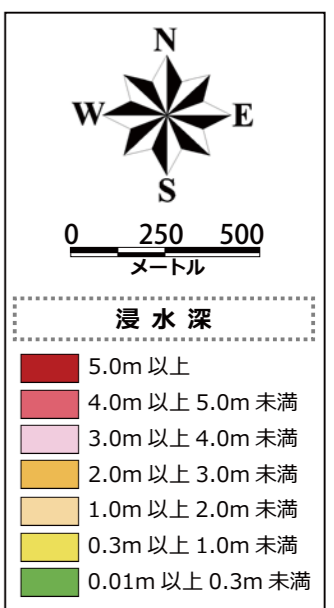 N
W E
S
0 250 500
メートル
浸 水 深
5.0m 以上
4.0m 以上 5.0m 未満
3.0m 以上 4.0m 未満
2.0m 以上 3.0m 未満
1.0m 以上 2.0m 未満
0.3m 以上 1.0m 未満
0.01m 以上 0.3m 未満